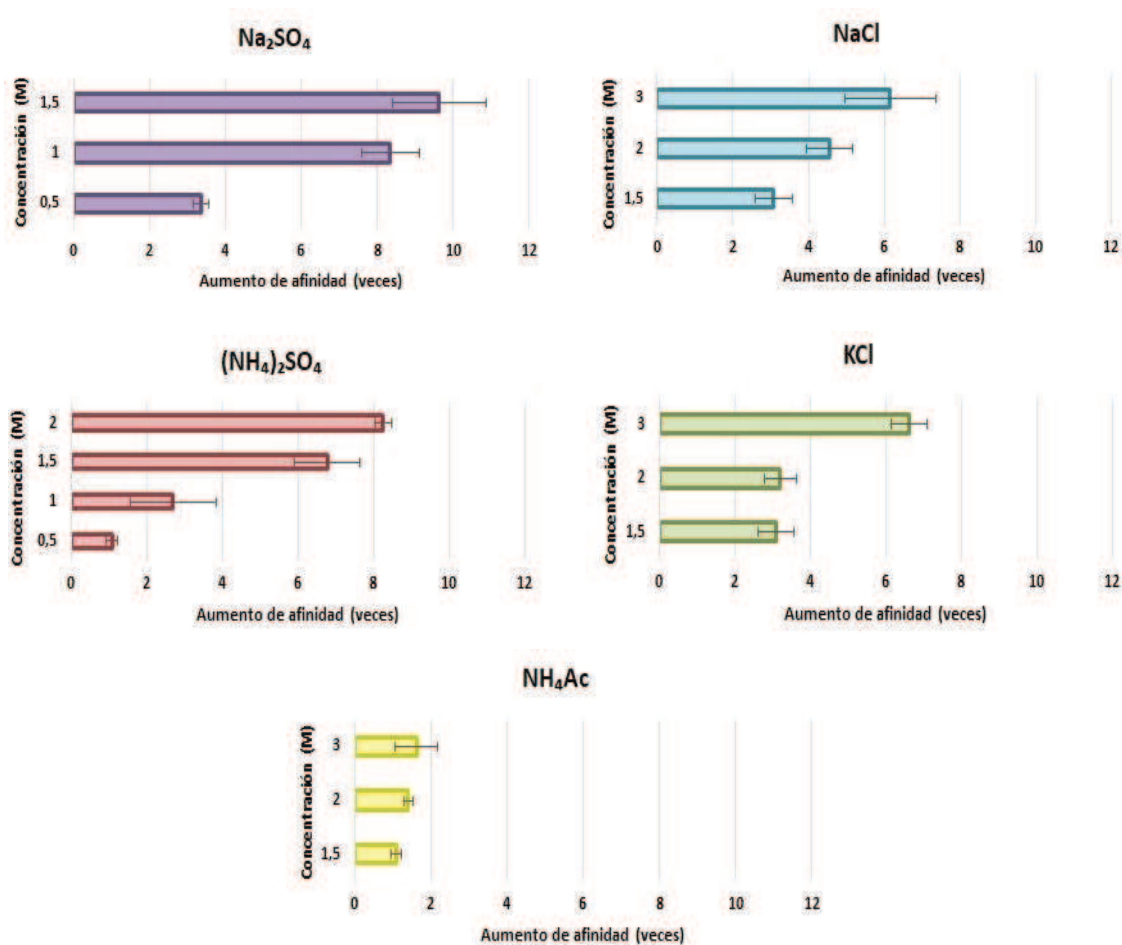 Na₂SO₄
Concentración (M)
1,5
1
0,5
0 2 4 6 8 10 12
Aumento de afinidad (veces)
NaCl
Concentración (M)
3
2
1,5
0 2 4 6 8 10 12
Aumento de afinidad (veces)
(NH₄)₂SO₄
Concentración (M)
2
1,5
1
0,5
0 2 4 6 8 10 12
Aumento de afinidad (veces)
KCl
Concentración (M)
3
2
1,5
0 2 4 6 8 10 12
Aumento de afinidad (veces)
NH₄Ac
Concentración (M)
3
2
1,5
0 2 4 6 8 10 12
Aumento de afinidad (veces)